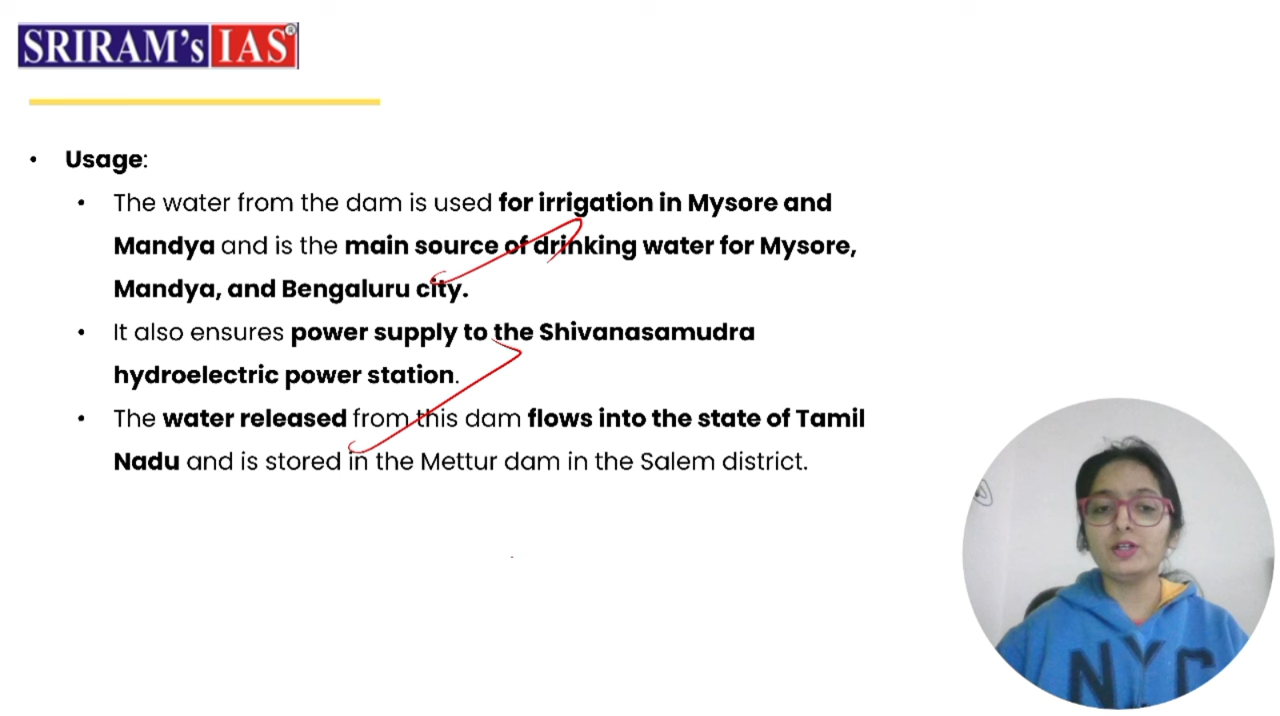 SRIRAM's IAS®
• Usage:
• The water from the dam is used for irrigation in Mysore and
Mandya and is the main source of drinking water for Mysore,
Mandya, and Bengaluru city.
• It also ensures power supply to the Shivanasamudra
hydroelectric power station.
• The water released from this dam flows into the state of Tamil
Nadu and is stored in the Mettur dam in the Salem district.
NYC